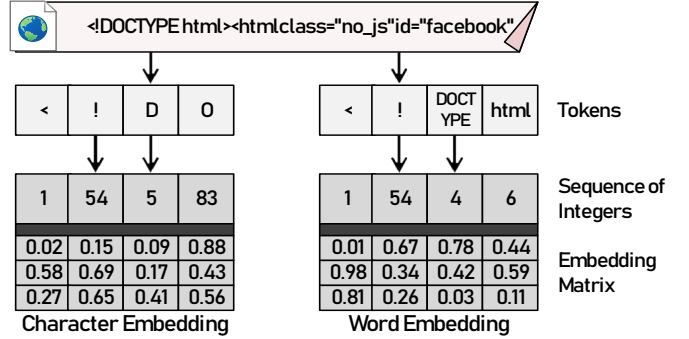 <!DOCTYPE html><htmlclass="no_js"id="facebook"
< ! D O
< ! DOCT
YPE html
Tokens
1 54 5 83
1 54 4 6
Sequence of
Integers
0.02 0.15 0.09 0.88
0.58 0.69 0.17 0.43
0.27 0.65 0.41 0.56
0.01 0.67 0.78 0.44
0.98 0.34 0.42 0.59
0.81 0.26 0.03 0.11
Embedding
Matrix
Character Embedding
Word Embedding